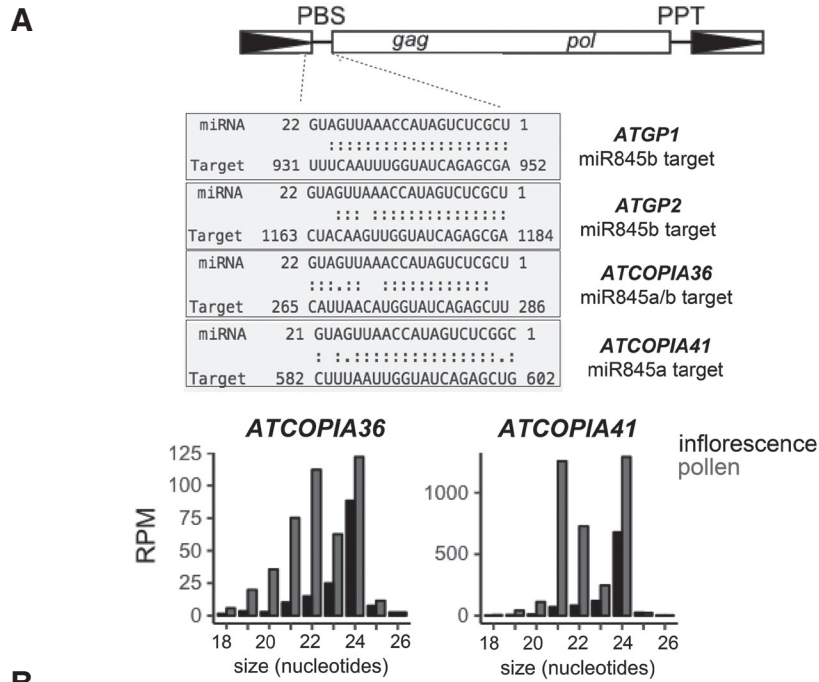 A
PBS PPT
gag pol
miRNA 22 GUAGUUAAACCAUAGUCUCGCU 1
::::::::::::::::::::
Target 931 UUUCAAUUUGGUAUCAGAGCGA 952
ATGP1
miR845b target
miRNA 22 GUAGUUAAACCAUAGUCUCGCU 1
::: :::::::::::::::
Target 1163 CUACAAGUUGGUAUCAGAGCGA 1184
ATGP2
miR845b target
miRNA 22 GUAGUUAAACCAUAGUCUCGCU 1
:::.:: ::::::::::::
Target 265 CAUUAACAUGGUAUCAGAGCUU 286
ATCOPIA36
miR845a/b target
miRNA 21 GUAGUUAACCAUAGUCUCGGC 1
: :.:::::::::::::::.:
Target 582 CUUUAAUUGGUAUCAGAGCUG 602
ATCOPIA41
miR845a target
ATCOPIA36
125
100
75
50
25
0
RPM
18 20 22 24 26
size (nucleotides)
ATCOPIA41
1000
500
0
18 20 22 24 26
size (nucleotides)
inflorescence
pollen